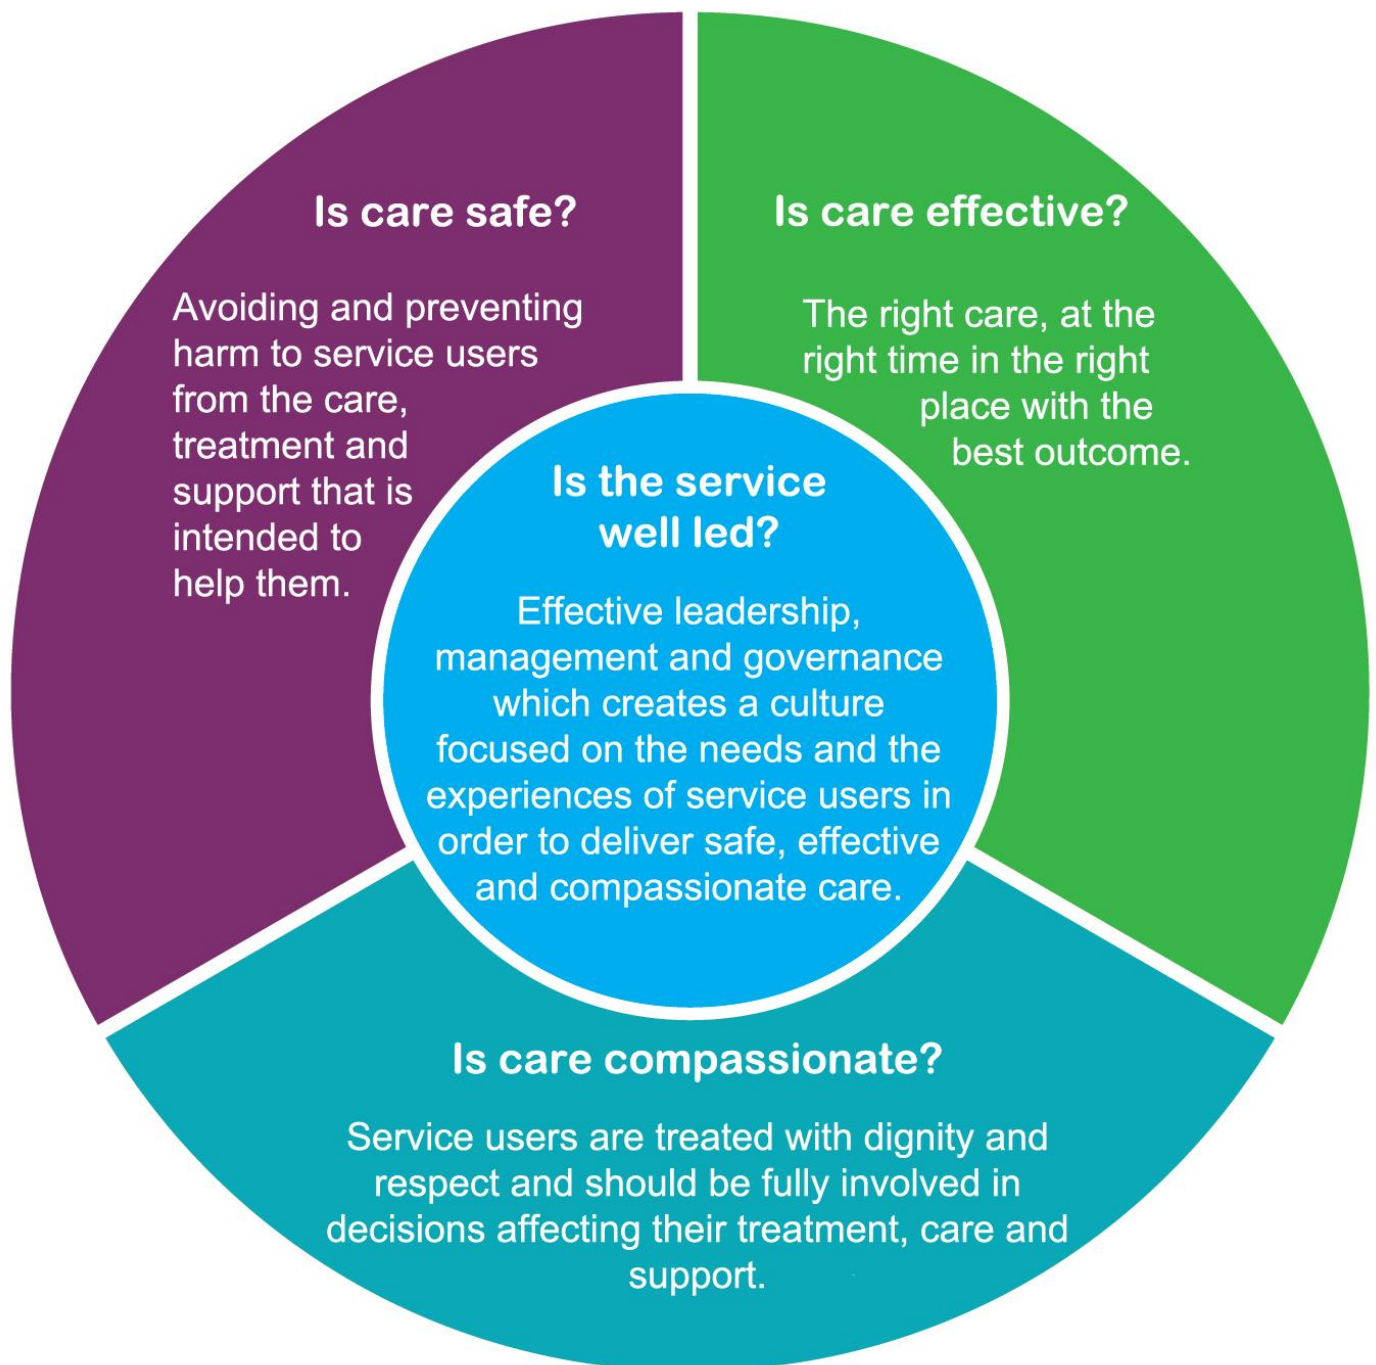 Is care safe?
Avoiding and preventing
harm to service users
from the care,
treatment and
support that is
intended to
help them.
Is care effective?
The right care, at the
right time in the right
place with the
best outcome.
Is the service
well led?
Effective leadership,
management and governance
which creates a culture
focused on the needs and the
experiences of service users in
order to deliver safe, effective
and compassionate care.
Is care compassionate?
Service users are treated with dignity and
respect and should be fully involved in
decisions affecting their treatment, care and
support.